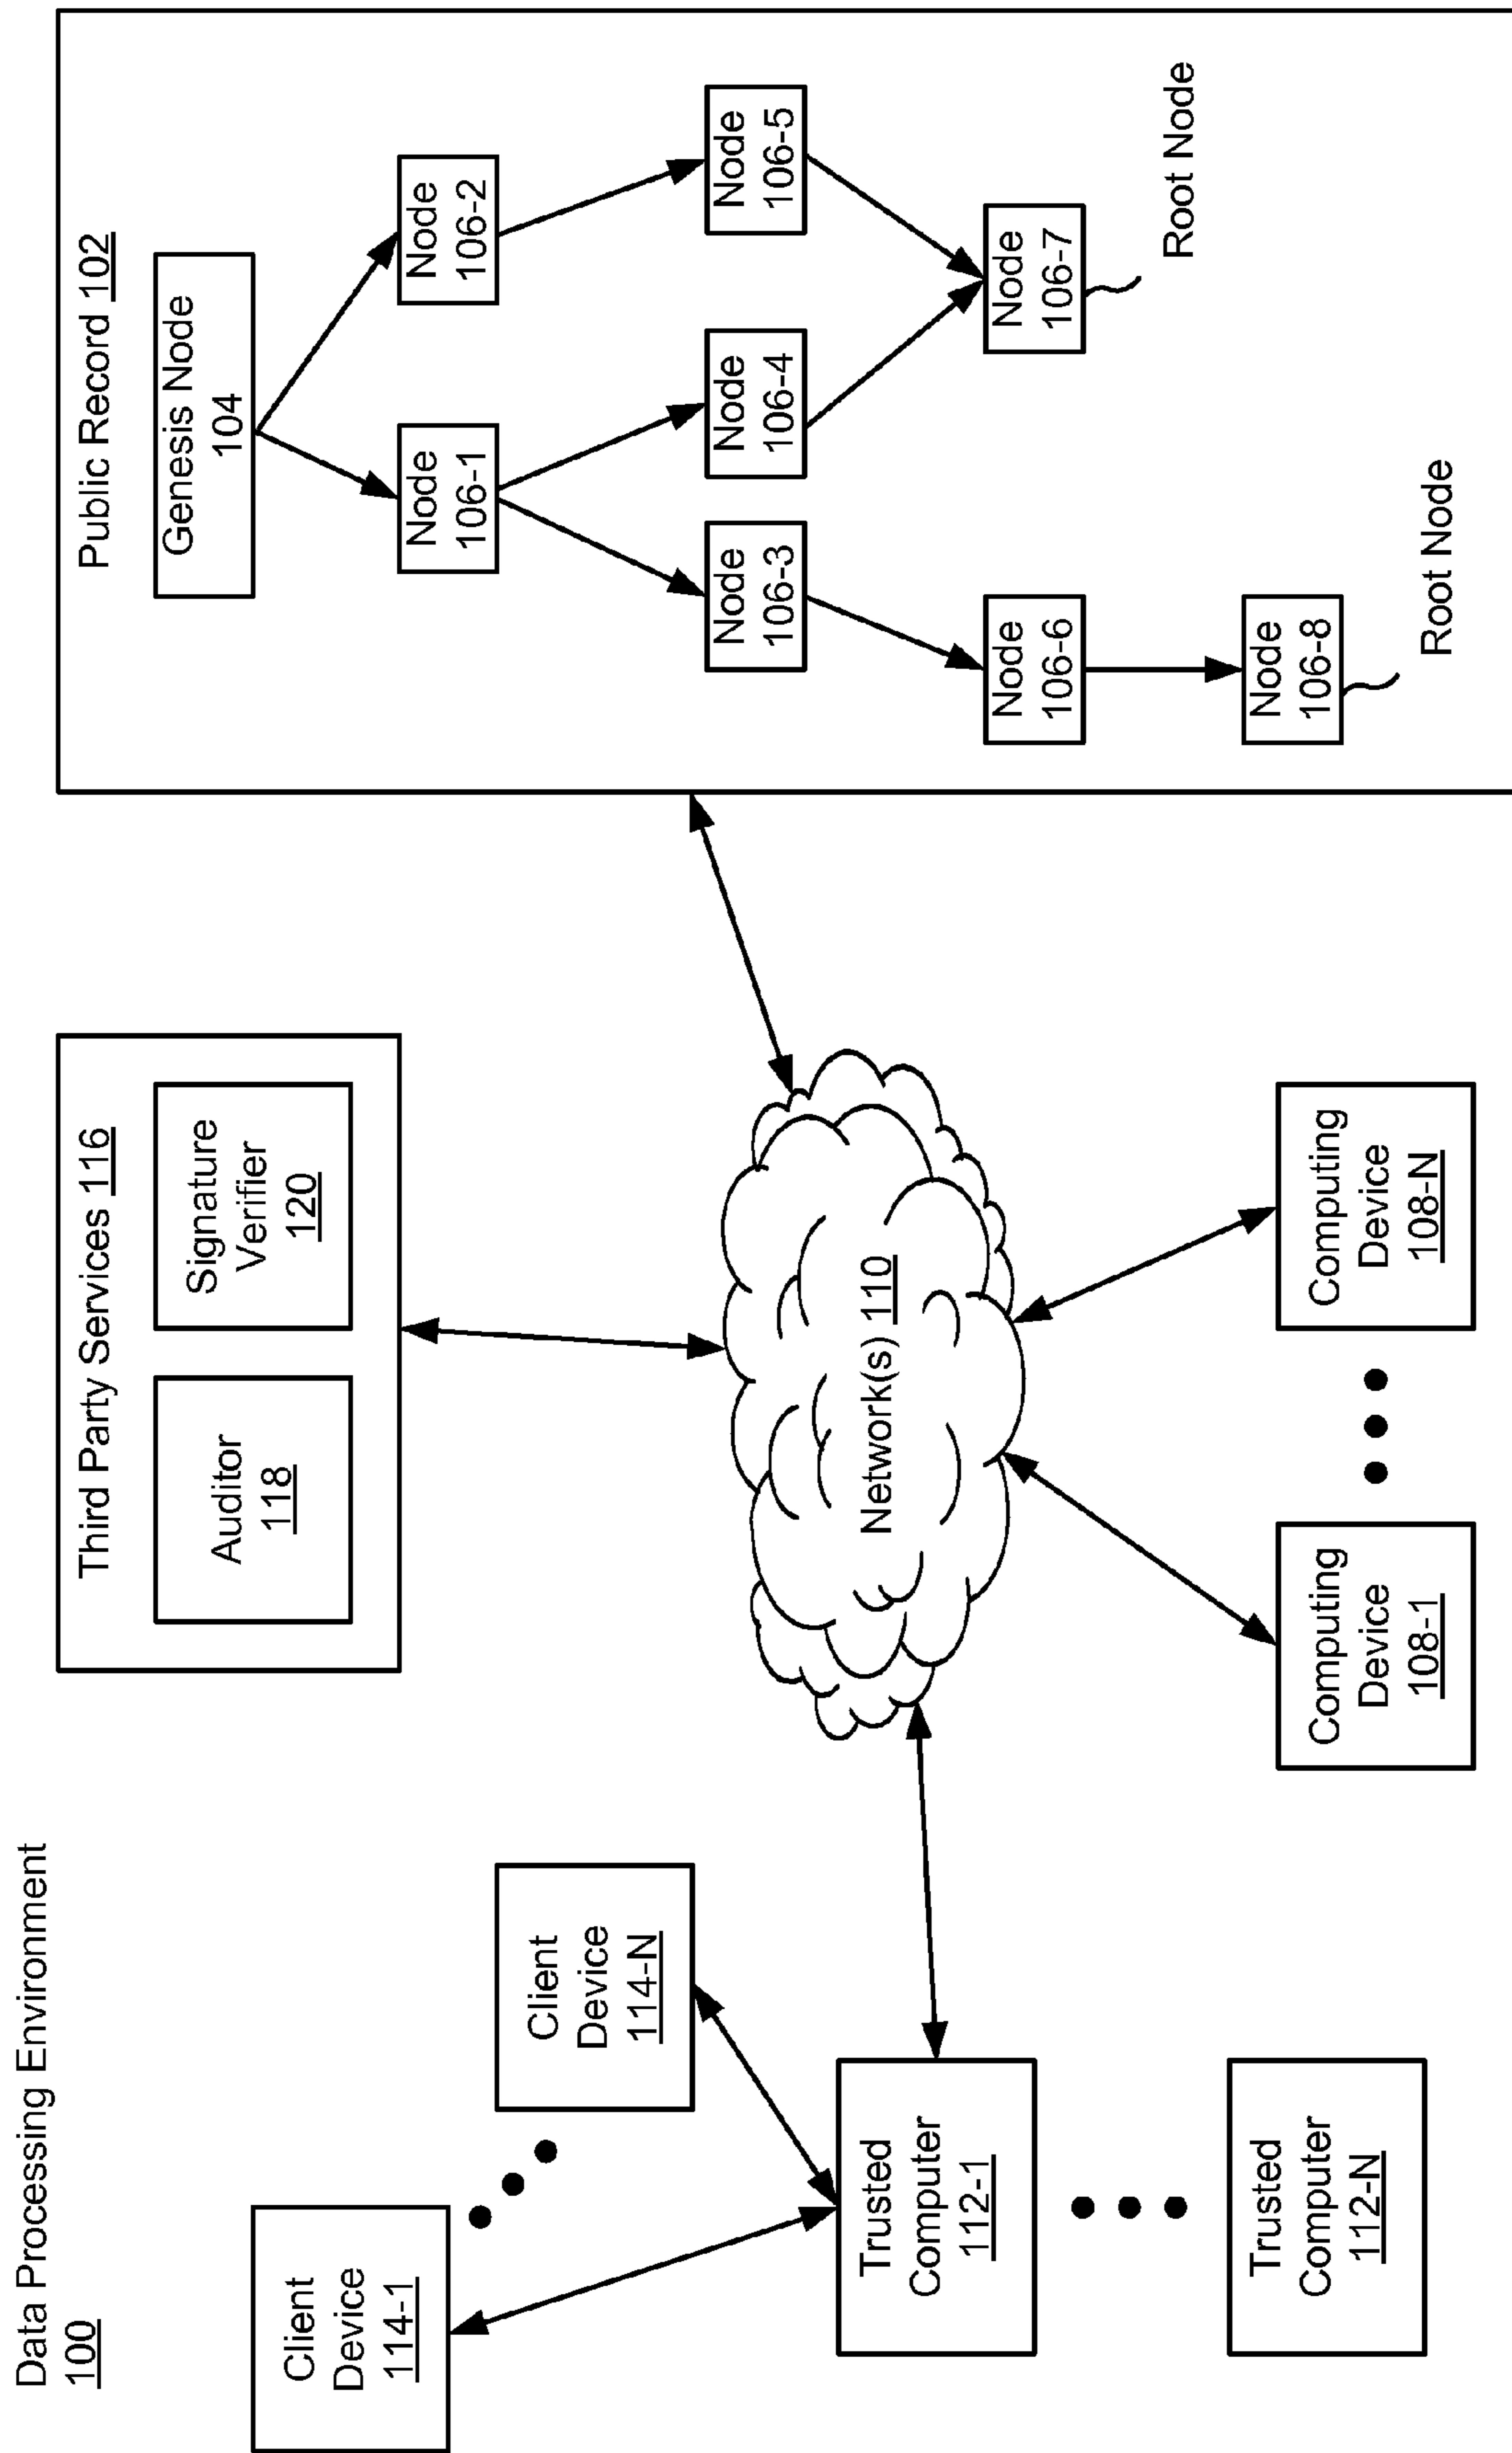 Data Processing Environment
100
Client
Device
114-1
Client
Device
114-N
Trusted
Computer
112-1
Trusted
Computer
112-N
Third Party Services 116
Auditor
118
Signature
Verifier
120
Network(s) 110
Computing
Device
108-1
Computing
Device
108-N
Public Record 102
Genesis Node
104
Node
106-1
Node
106-2
Node
106-3
Node
106-4
Node
106-5
Node
106-6
Node
106-7
Root Node
Node
106-8
Root Node